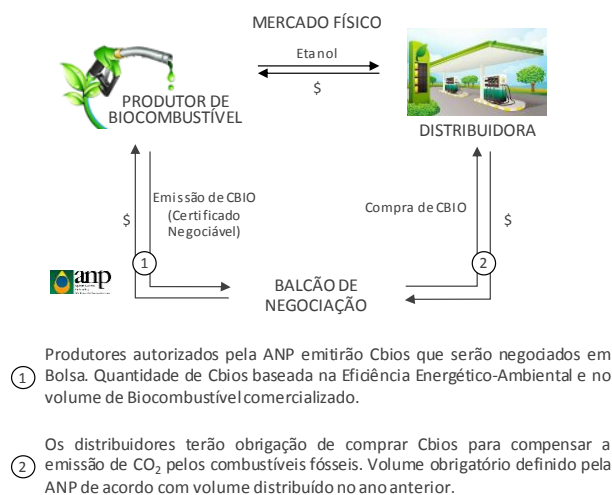 MERCADO FÍSICO
Etanol
$
PRODUTOR DE
BIOCOMBUSTÍVEL
DISTRIBUIDORA
Emissão de CBIO
(Certificado
Negociável)
$
Compra de CBIO
$
1
2
anp
BALCÃO DE
NEGOCIAÇÃO
Produtores autorizados pela ANP emitirão Cbios que serão negociados em
1 Bolsa. Quantidade de Cbios baseada na Eficiência Energético-Ambiental e no
volume de Biocombustível comercializado.
Os distribuidores terão obrigação de comprar Cbios para compensar a
2 emissão de CO₂ pelos combustíveis fósseis. Volume obrigatório definido pela
ANP de acordo com volume distribuído no ano anterior.